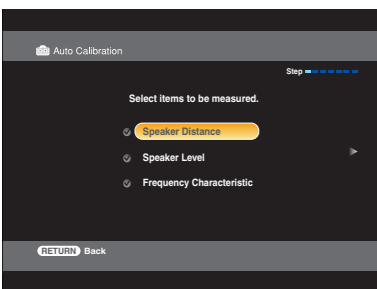 Auto Calibration
Step
Select items to be measured.
Speaker Distance
Speaker Level
Frequency Characteristic
RETURN Back